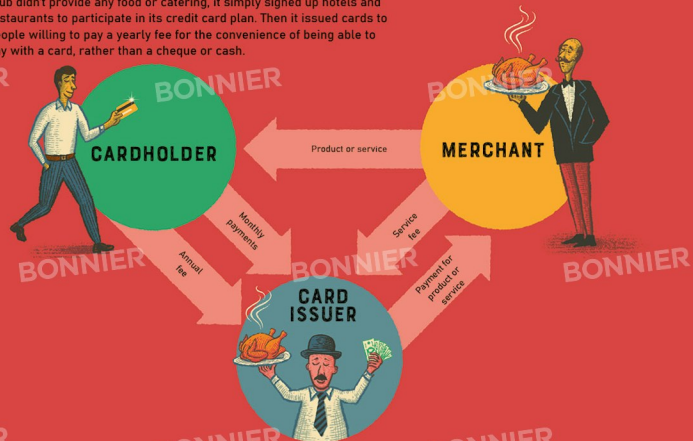 ub didn't provide any food or catering, it simply signed up hotels and
staurants to participate in its credit card plan. Then it issued cards to
ople willing to pay a yearly fee for the convenience of being able to
y with a card, rather than a cheque or cash.
BONNIER
BONNIER
CARDHOLDER
Product or service
MERCHANT
Monthly
payments
Service
fee
Annual
fee
Payment for
product or
service
BONNIER
BONNIER
BONNIER
CARD
ISSUER
NNIER
NNIER